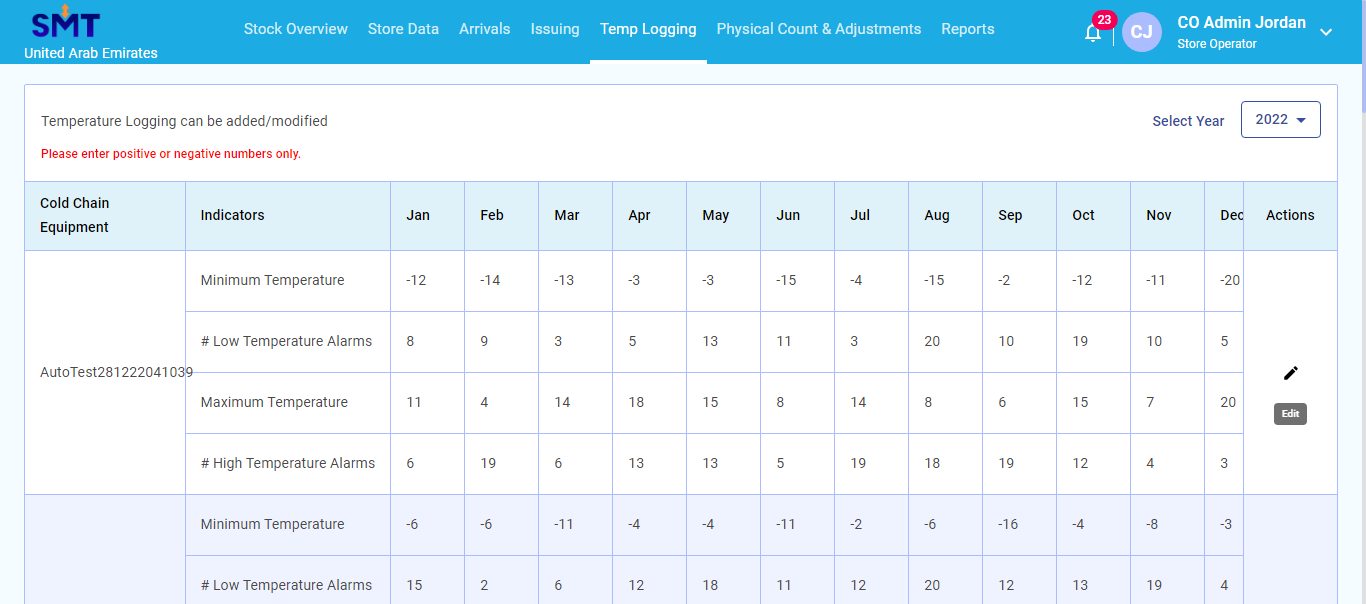 SMT
United Arab Emirates
Stock Overview Store Data Arrivals Issuing Temp Logging Physical Count & Adjustments Reports
23
CJ
CO Admin Jordan
Store Operator
Temperature Logging can be added/modified
Select Year 2022
Please enter positive or negative numbers only.
Cold Chain Equipment Indicators Jan Feb Mar Apr May Jun Jul Aug Sep Oct Nov Dec Actions
Minimum Temperature -12 -14 -13 -3 -3 -15 -4 -15 -2 -12 -11 -20
# Low Temperature Alarms 8 9 3 5 13 11 3 20 10 19 10 5
AutoTest281222041039
Maximum Temperature 11 4 14 18 15 8 14 8 6 15 7 20
Edit
# High Temperature Alarms 6 19 6 13 13 5 19 18 19 12 4 3
Minimum Temperature -6 -6 -11 -4 -4 -11 -2 -6 -16 -4 -8 -3
# Low Temperature Alarms 15 2 6 12 18 11 12 20 12 13 19 4